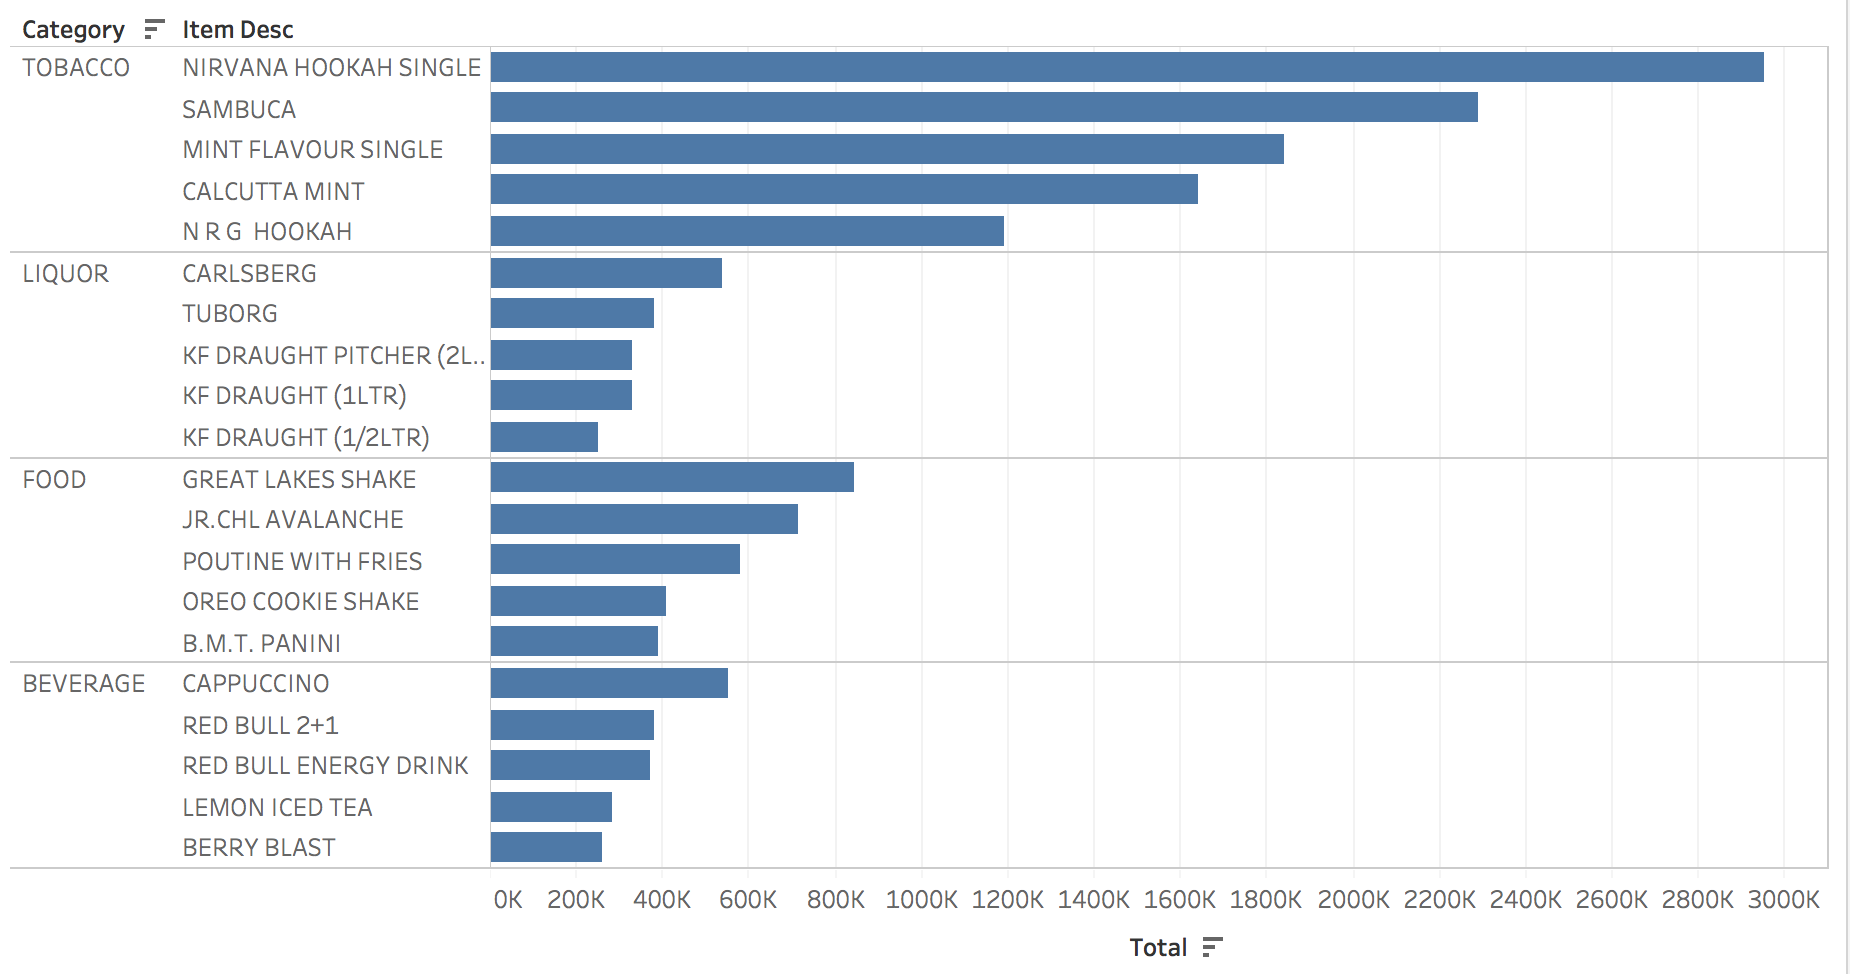 Category Item Desc
TOBACCO NIRVANA HOOKAH SINGLE
SAMBUCA
MINT FLAVOUR SINGLE
CALCUTTA MINT
N R G  HOOKAH
LIQUOR CARLSBERG
TUBORG
KF DRAUGHT PITCHER (2L..
KF DRAUGHT (1LTR)
KF DRAUGHT (1/2LTR)
FOOD GREAT LAKES SHAKE
JR.CHL AVALANCHE
POUTINE WITH FRIES
OREO COOKIE SHAKE
B.M.T. PANINI
BEVERAGE CAPPUCCINO
RED BULL 2+1
RED BULL ENERGY DRINK
LEMON ICED TEA
BERRY BLAST
0K 200K 400K 600K 800K 1000K 1200K 1400K 1600K 1800K 2000K 2200K 2400K 2600K 2800K 3000K
Total